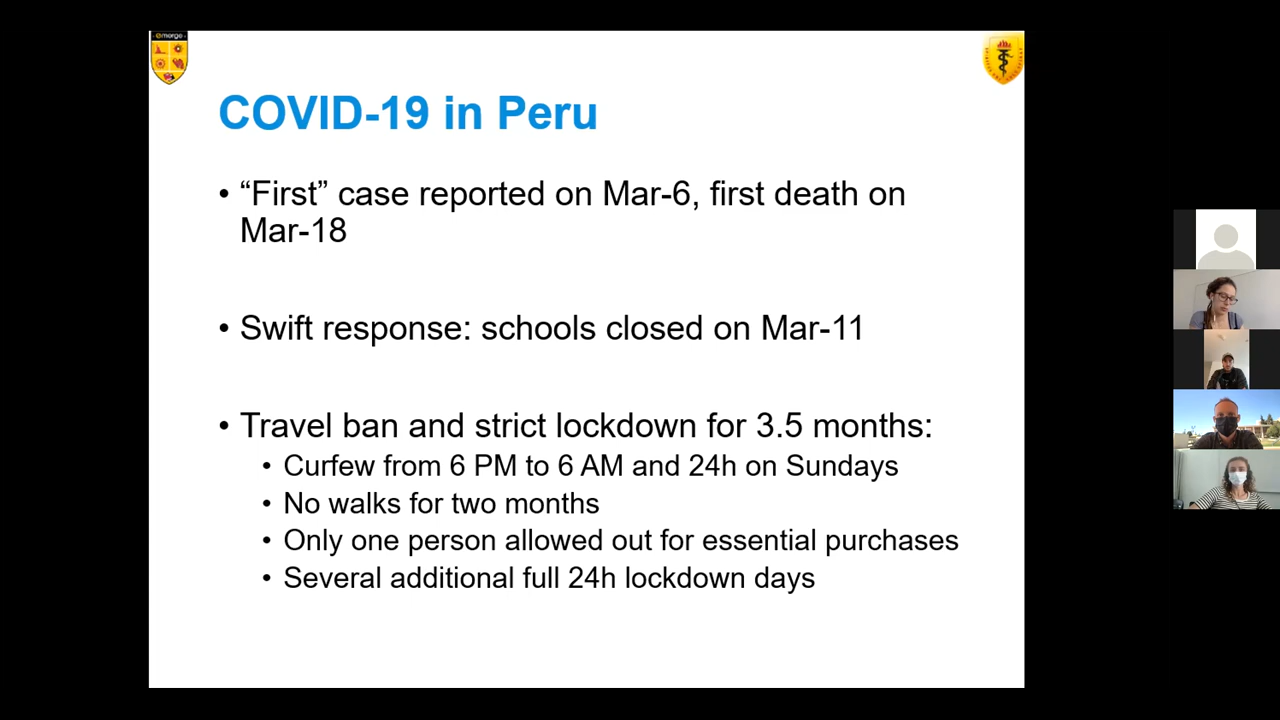 emerge
COVID-19 in Peru
• “First” case reported on Mar-6, first death on
Mar-18
• Swift response: schools closed on Mar-11
• Travel ban and strict lockdown for 3.5 months:
• Curfew from 6 PM to 6 AM and 24h on Sundays
• No walks for two months
• Only one person allowed out for essential purchases
• Several additional full 24h lockdown days